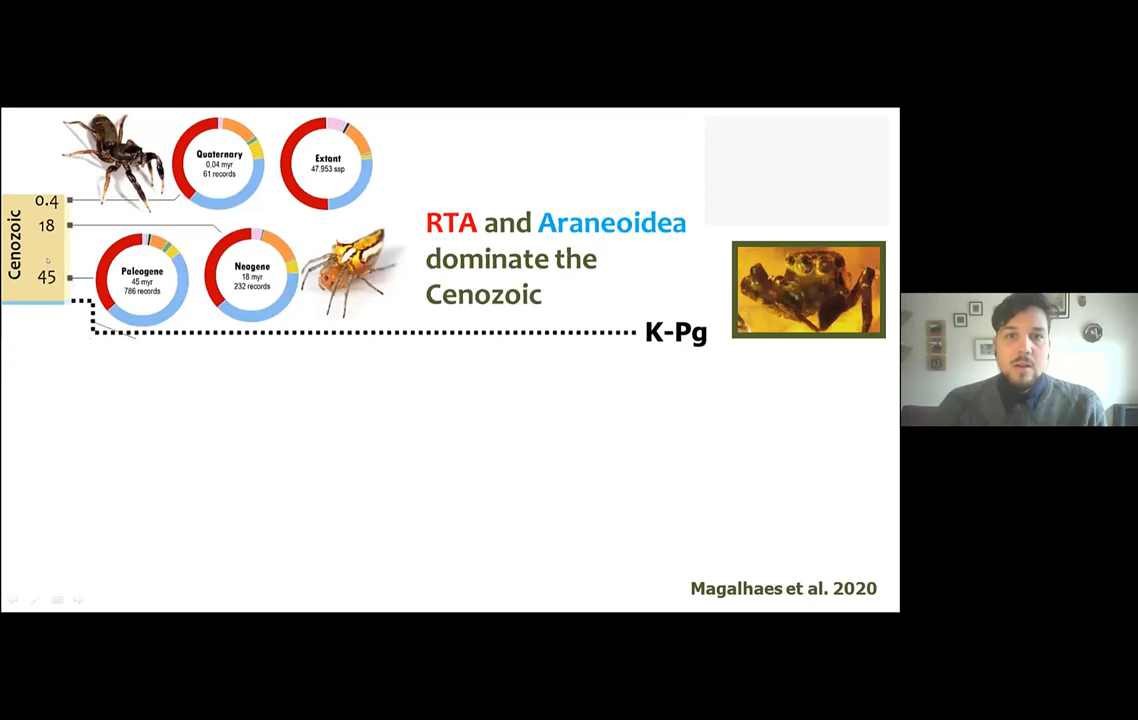 Quaternary
0,04 myr
61 records
Extant
47.953 ssp
Cenozoic
0.4
18
45
Paleogene
45 myr
786 records
Neogene
18 myr
232 records
RTA and Araneoidea
dominate the
Cenozoic
K-Pg
Magalhaes et al. 2020